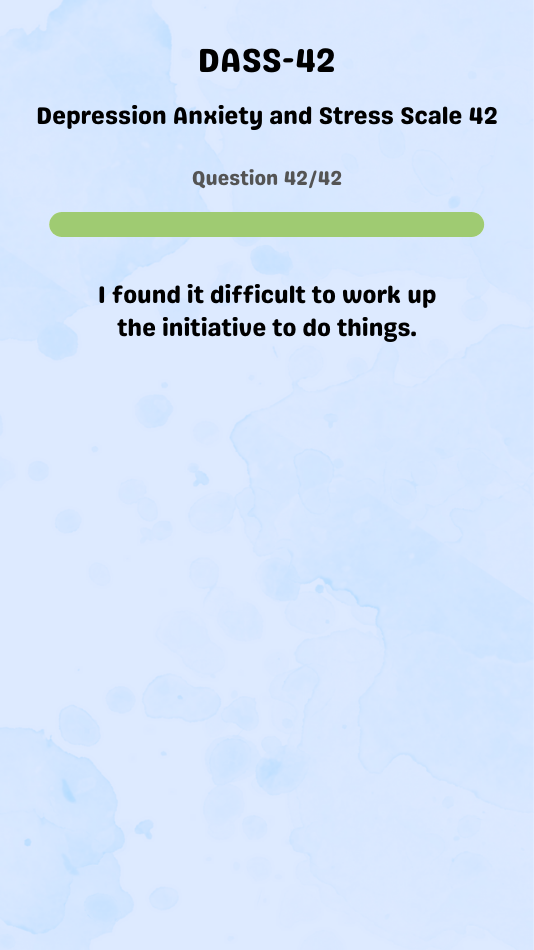 DASS-42
Depression Anxiety and Stress Scale 42
Question 42/42
I found it difficult to work up
the initiative to do things.